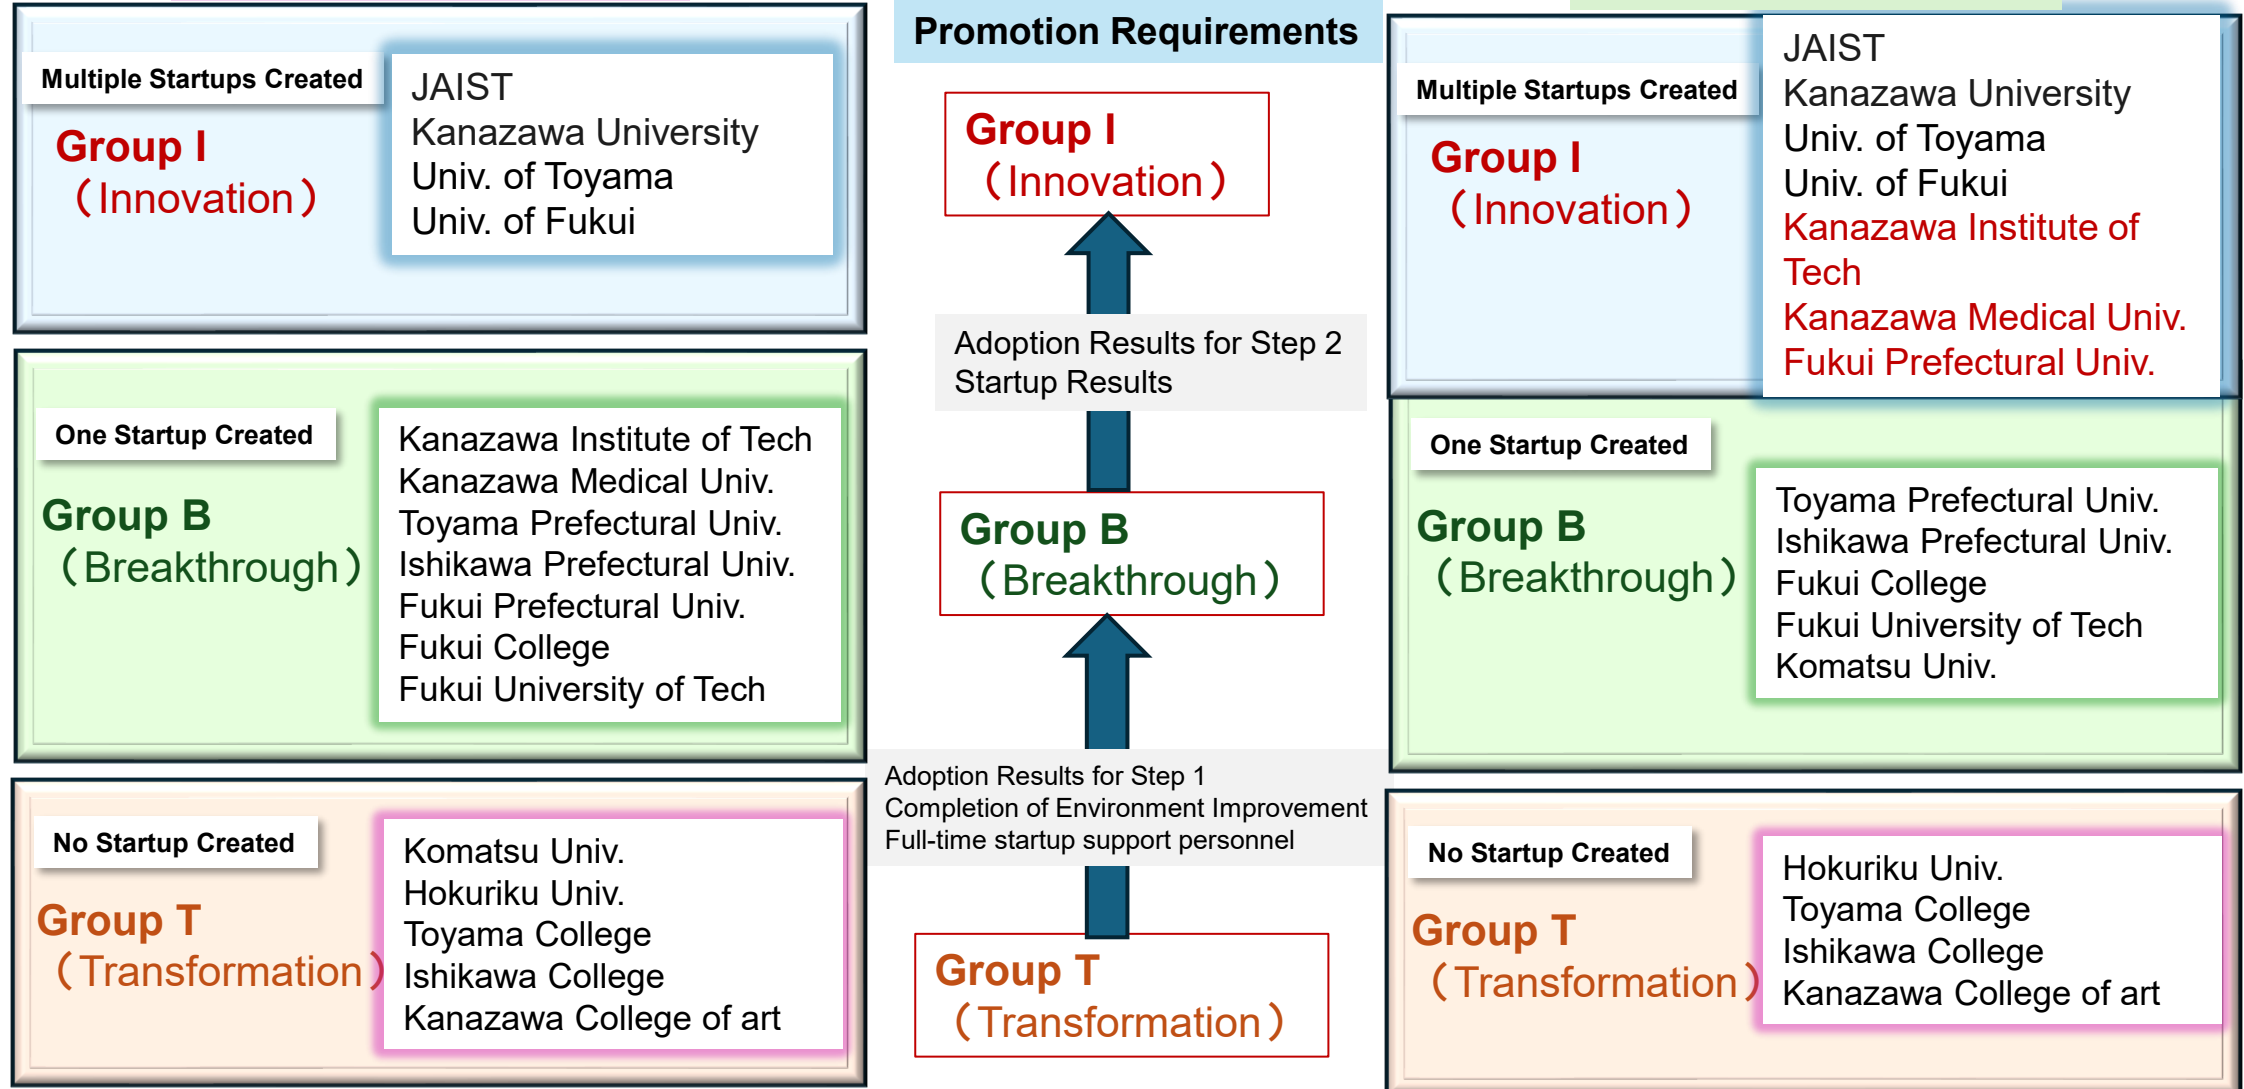 Multiple Startups Created
Group I
（Innovation）
JAIST
Kanazawa University
Univ. of Toyama
Univ. of Fukui
One Startup Created
Group B
（Breakthrough）
Kanazawa Institute of Tech
Kanazawa Medical Univ.
Toyama Prefectural Univ.
Ishikawa Prefectural Univ.
Fukui Prefectural Univ.
Fukui College
Fukui University of Tech
No Startup Created
Group T
（Transformation）
Komatsu Univ.
Hokuriku Univ.
Toyama College
Ishikawa College
Kanazawa College of art
Promotion Requirements
Group I
（Innovation）
Adoption Results for Step 2
Startup Results
Group B
（Breakthrough）
Adoption Results for Step 1
Completion of Environment Improvement
Full-time startup support personnel
Group T
（Transformation）
Multiple Startups Created
Group I
（Innovation）
JAIST
Kanazawa University
Univ. of Toyama
Univ. of Fukui
Kanazawa Institute of
Tech
Kanazawa Medical Univ.
Fukui Prefectural Univ.
One Startup Created
Group B
（Breakthrough）
Toyama Prefectural Univ.
Ishikawa Prefectural Univ.
Fukui College
Fukui University of Tech
Komatsu Univ.
No Startup Created
Group T
（Transformation）
Hokuriku Univ.
Toyama College
Ishikawa College
Kanazawa College of art